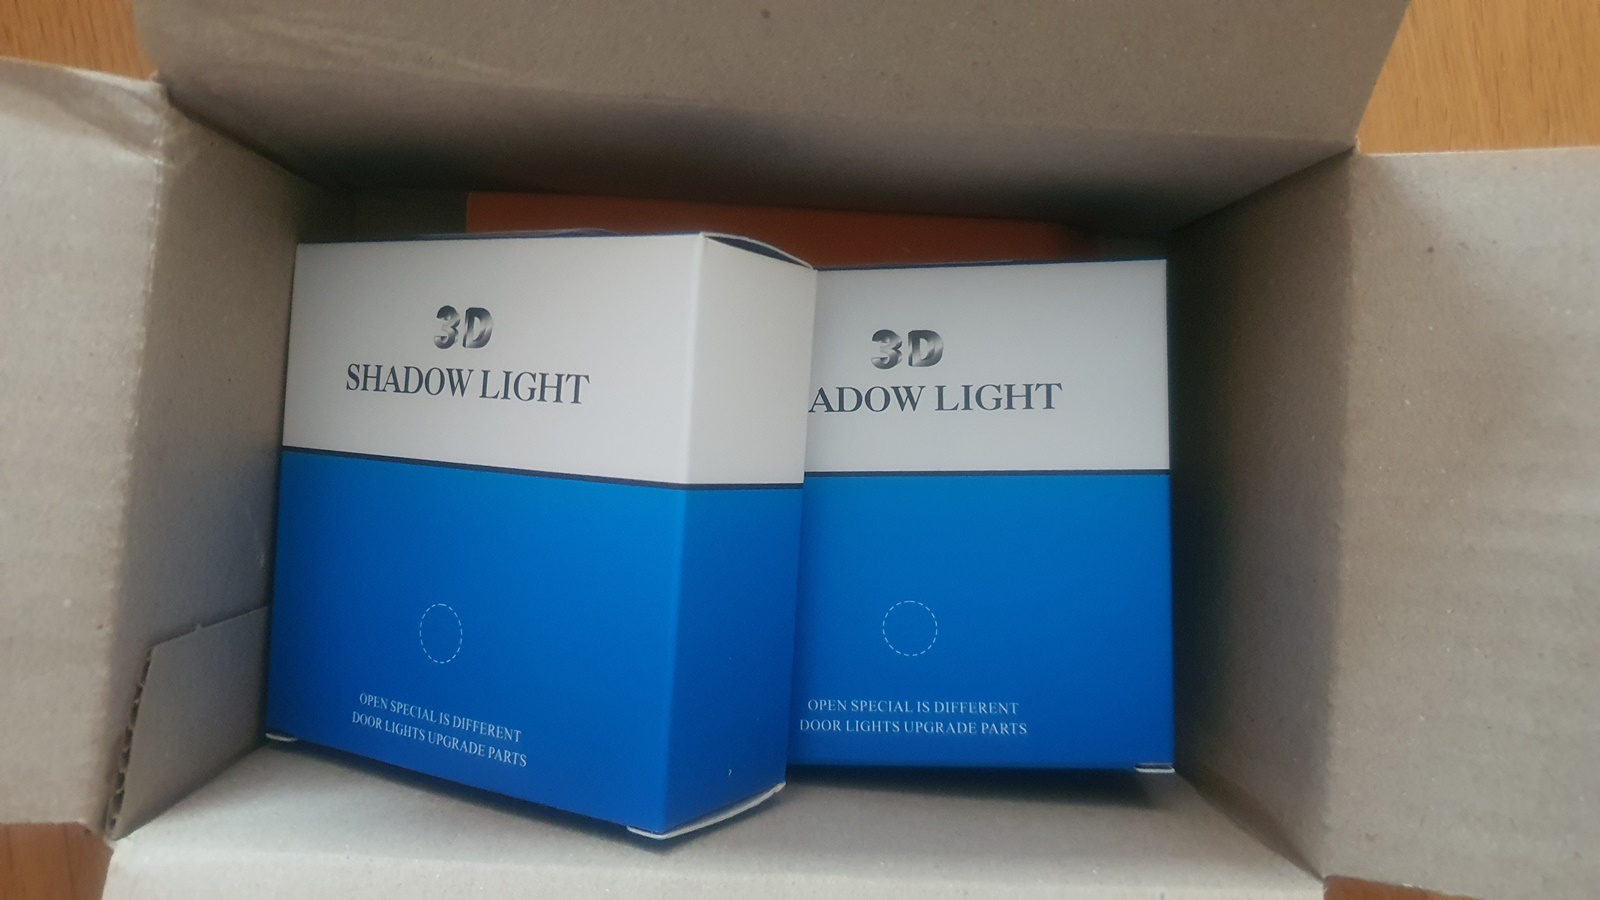 3D
SHADOW LIGHT
OPEN SPECIAL IS DIFFERENT
DOOR LIGHTS UPGRADE PARTS
3D
ADOW LIGHT
OPEN SPECIAL IS DIFFERENT
DOOR LIGHTS UPGRADE PARTS